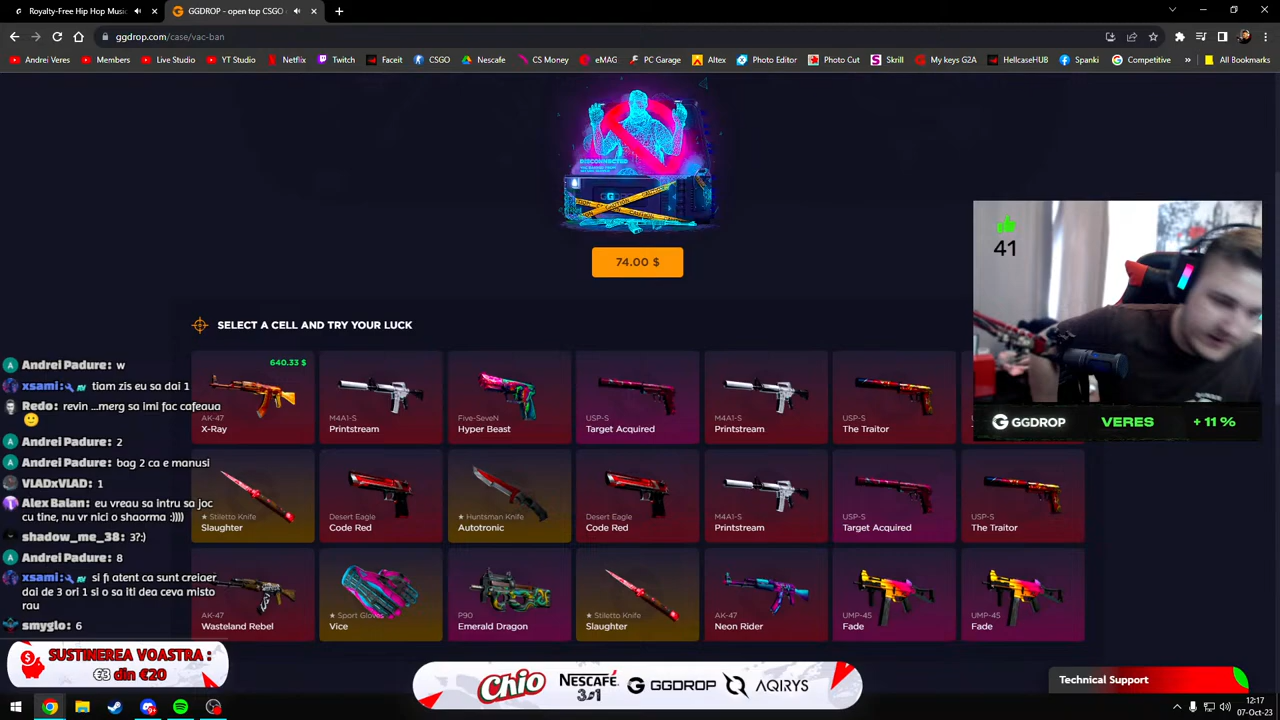 Royalty-Free Hip Hop Music
GGDROP - open top CSGO
ggdrop.com/case/vac-ban
Andrei Veres
Members
Live Studio
YT Studio
Netflix
Twitch
Faceit
CSGO
Nescafe
CS Money
eMAG
PC Garage
Altex
Photo Editor
Photo Cut
Skrill
My keys G2A
HellcaseHUB
Spanki
Competitive
»
All Bookmarks
DISCONNECTED
74.00 $
41
SELECT A CELL AND TRY YOUR LUCK
GGDROP
VERES
+ 11 %
640.33 $
AK-47
X-Ray
M4A1-S
Printstream
Five-SeveN
Hyper Beast
USP-S
Target Acquired
M4A1-S
Printstream
USP-S
The Traitor
★ Stiletto Knife
Slaughter
Desert Eagle
Code Red
★ Huntsman Knife
Autotronic
Desert Eagle
Code Red
M4A1-S
Printstream
USP-S
Target Acquired
USP-S
The Traitor
AK-47
Wasteland Rebel
★ Sport Gloves
Vice
P90
Emerald Dragon
★ Stiletto Knife
Slaughter
AK-47
Neon Rider
UMP-45
Fade
UMP-45
Fade
Andrei Padure: w
xsami: tiam zis eu sa dai 1
Redo: revin ...merg sa imi fac cafeaua
Andrei Padure: 2
Andrei Padure: bag 2 ca e manusi
VLADxVLAD: 1
Alex Balan: eu vreau sa intru sa joc
cu tine, nu vr nici o shaorma :))))
shadow_me_38: 3?:)
Andrei Padure: 8
xsami: si fi atent ca sunt creiaer
dai de 3 ori 1 si o sa iti dea ceva misto
rau
smyglo: 6
SUSTINEREA VOASTRA :
€3 din €20
Chio
NESCAFÉ
3in1
GGDROP
AQIRYS
Technical Support
12:17
07-Oct-23